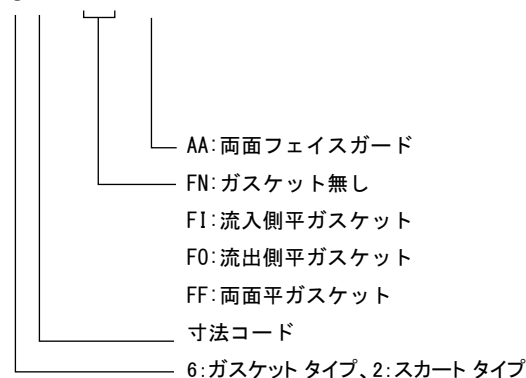 AA:両面フェイスガード
FN:ガスケット無し
FI:流入側平ガスケット
FO:流出側平ガスケット
FF:両面平ガスケット
寸法コード
6:ガスケット タイプ、2:スカート タイプ